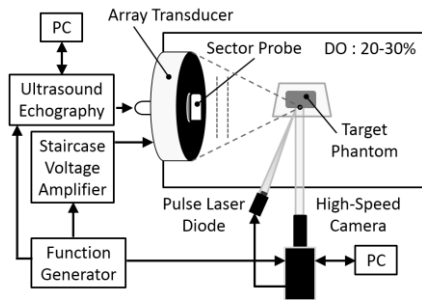 Array Transducer
PC
Sector Probe
DO : 20-30%
Ultrasound
Echography
Staircase
Voltage
Amplifier
Target
Phantom
Pulse Laser
Diode
High-Speed
Camera
Function
Generator
PC